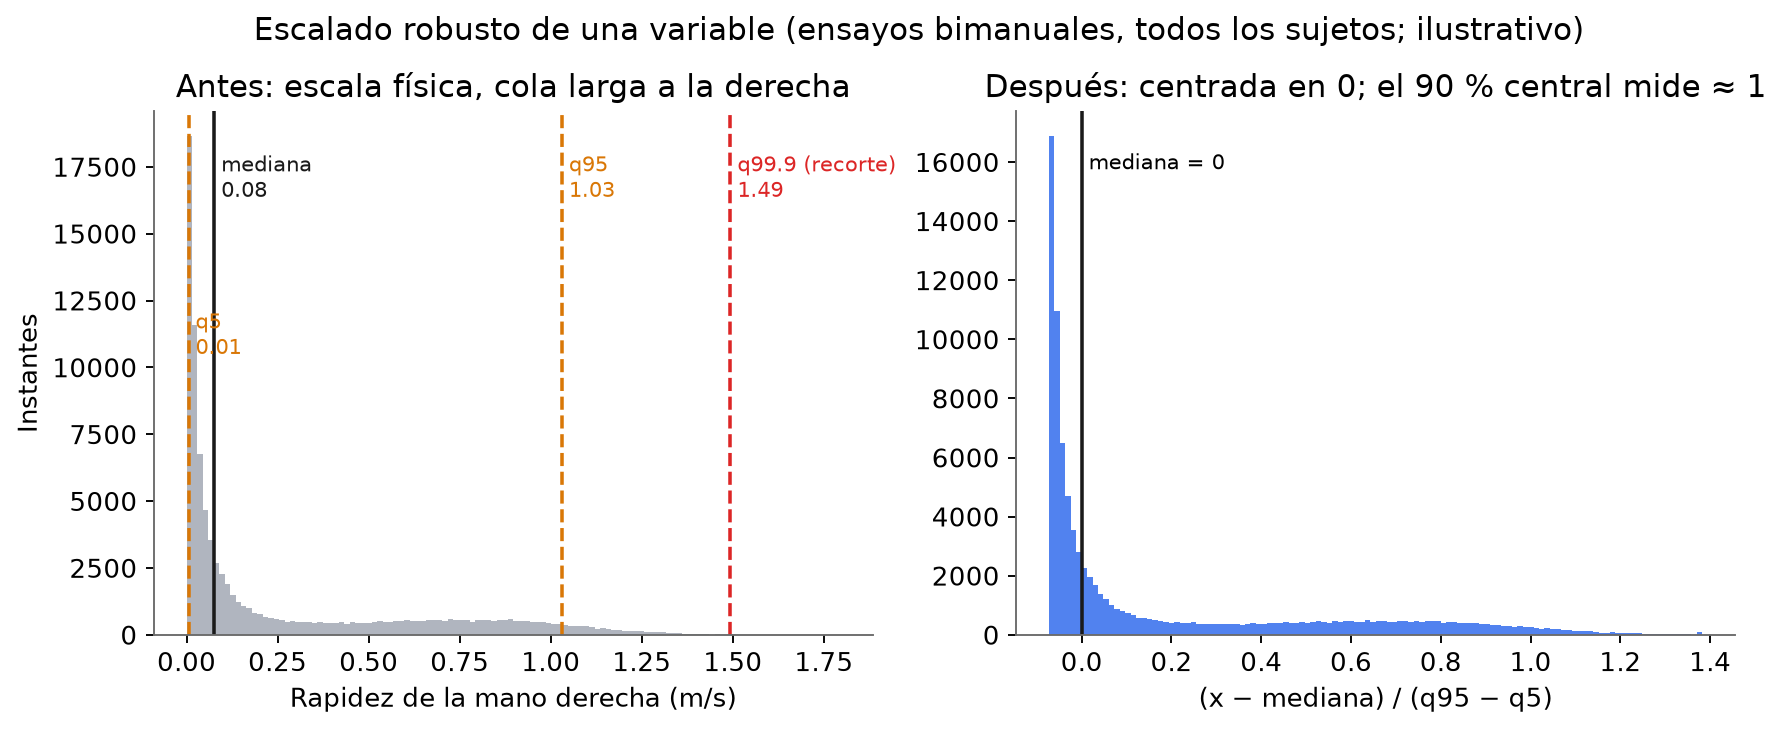 Escalado robusto de una variable (ensayos bimanuales, todos los sujetos; ilustrativo)
Antes: escala física, cola larga a la derecha
17500
15000
12500
10000
7500
5000
2500
0
Instantes
mediana
0.08
q95
1.03
q99.9 (recorte)
1.49
q5
0.01
0.00 0.25 0.50 0.75 1.00 1.25 1.50 1.75
Rapidez de la mano derecha (m/s)
Después: centrada en 0; el 90 % central mide ≈ 1
16000
14000
12000
10000
8000
6000
4000
2000
0
mediana = 0
0.0 0.2 0.4 0.6 0.8 1.0 1.2 1.4
(x − mediana) / (q95 − q5)